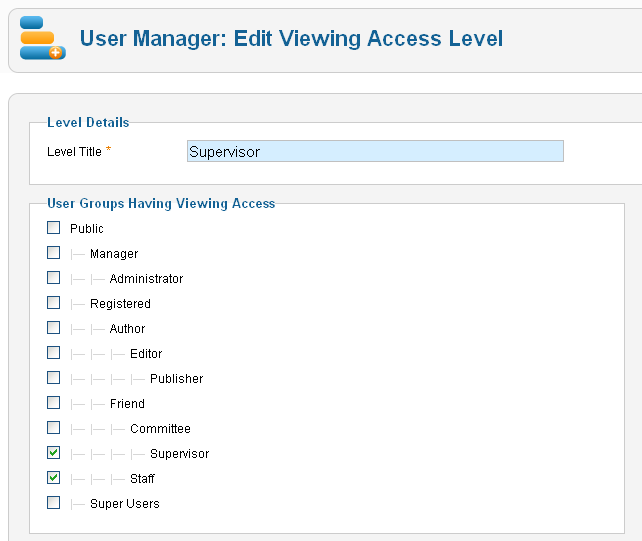 User Manager: Edit Viewing Access Level
Level Details
Level Title *
Supervisor
User Groups Having Viewing Access
Public
|— Manager
|— |— Administrator
|— Registered
|— |— Author
|— |— |— Editor
|— |— |— |— Publisher
|— |— Friend
|— |— |— Committee
|— |— |— |— Supervisor
|— |— |— Staff
|— Super Users